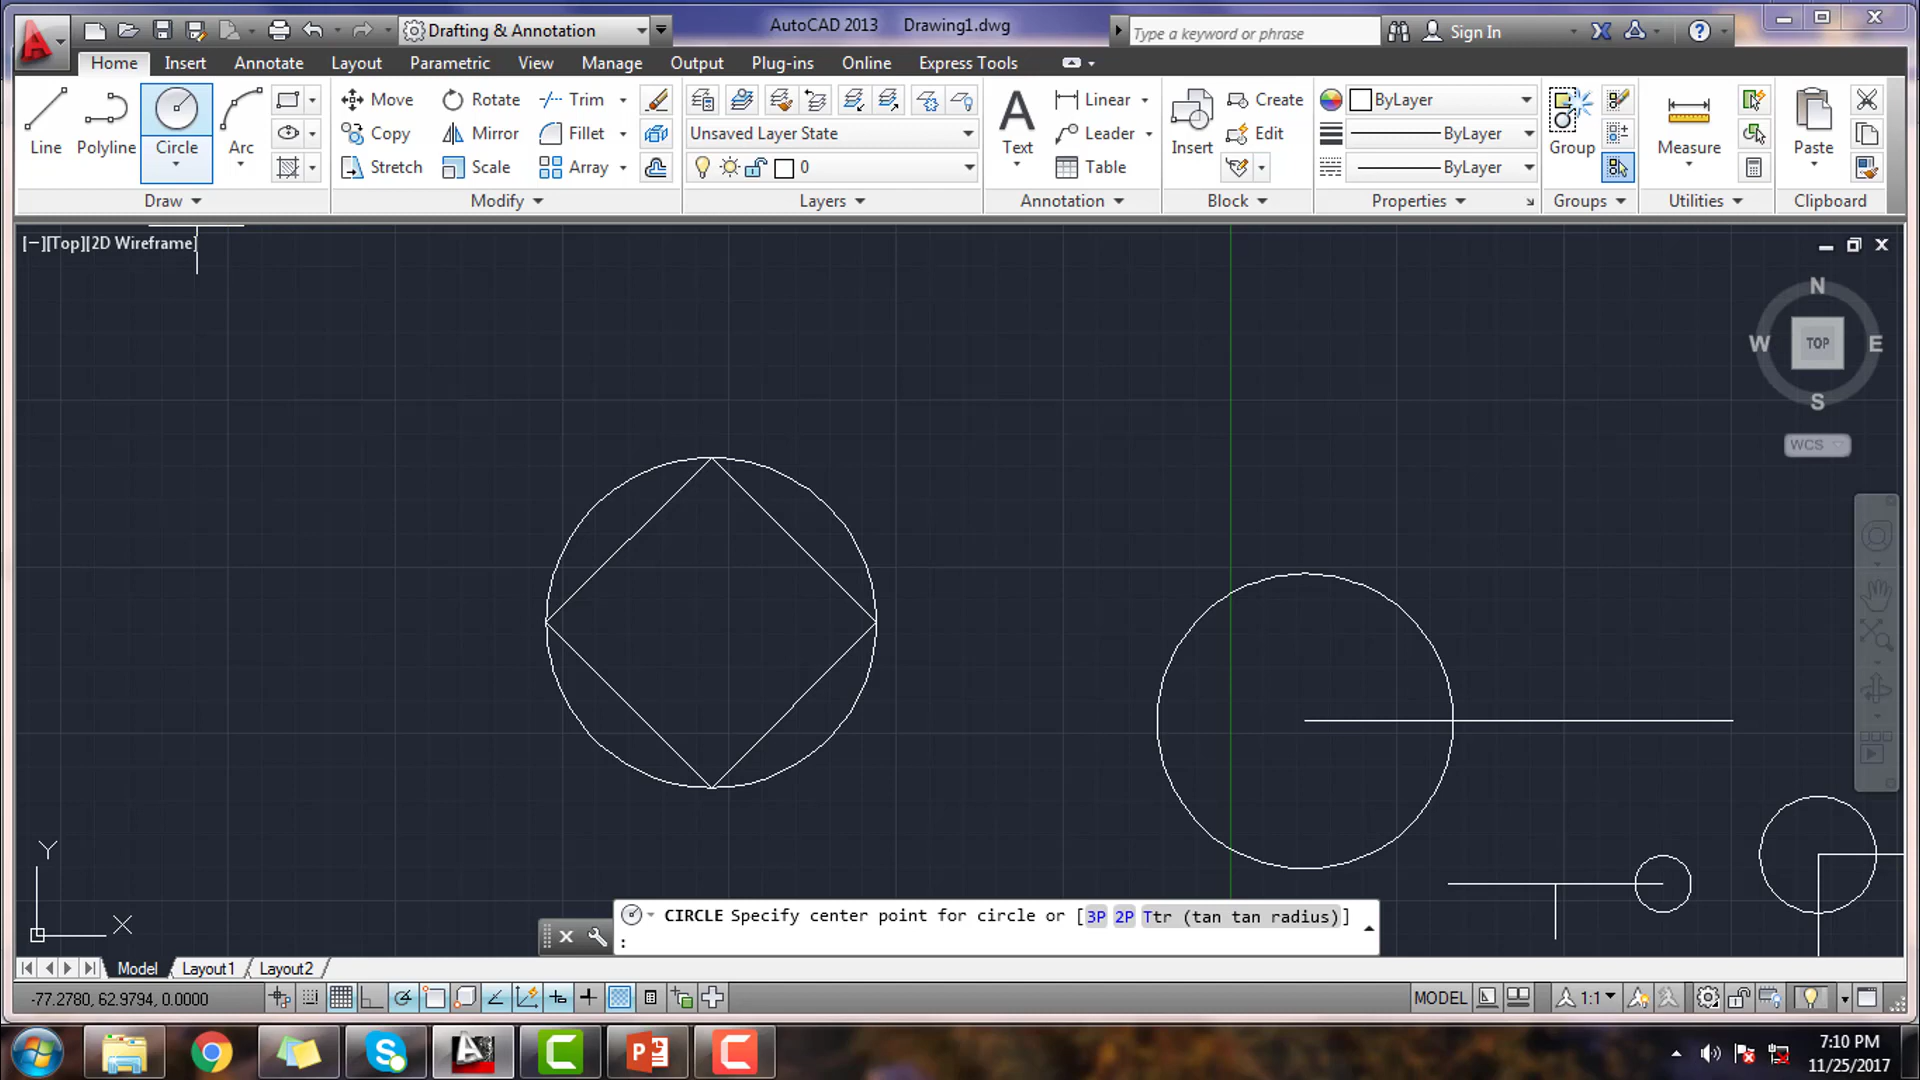 Drafting & Annotation
AutoCAD 2013 Drawing1.dwg
Type a keyword or phrase
Sign In
Home Insert Annotate Layout Parametric View Manage Output Plug-ins Online Express Tools
Line Polyline Circle Arc
Move Rotate Trim
Copy Mirror Fillet
Stretch Scale Array
Unsaved Layer State
0
Text
Linear
Leader
Table
Insert
Create
Edit
ByLayer
ByLayer
ByLayer
Group
Measure
Paste
Draw Modify Layers Annotation Block Properties Groups Utilities Clipboard
[−][Top][2D Wireframe]
N
W TOP E
S
WCS
Y
X
CIRCLE Specify center point for circle or [3P 2P Ttr (tan tan radius)]
:
Model Layout1 Layout2
-77.2780, 62.9794, 0.0000
MODEL
1:1
7:10 PM
11/25/2017